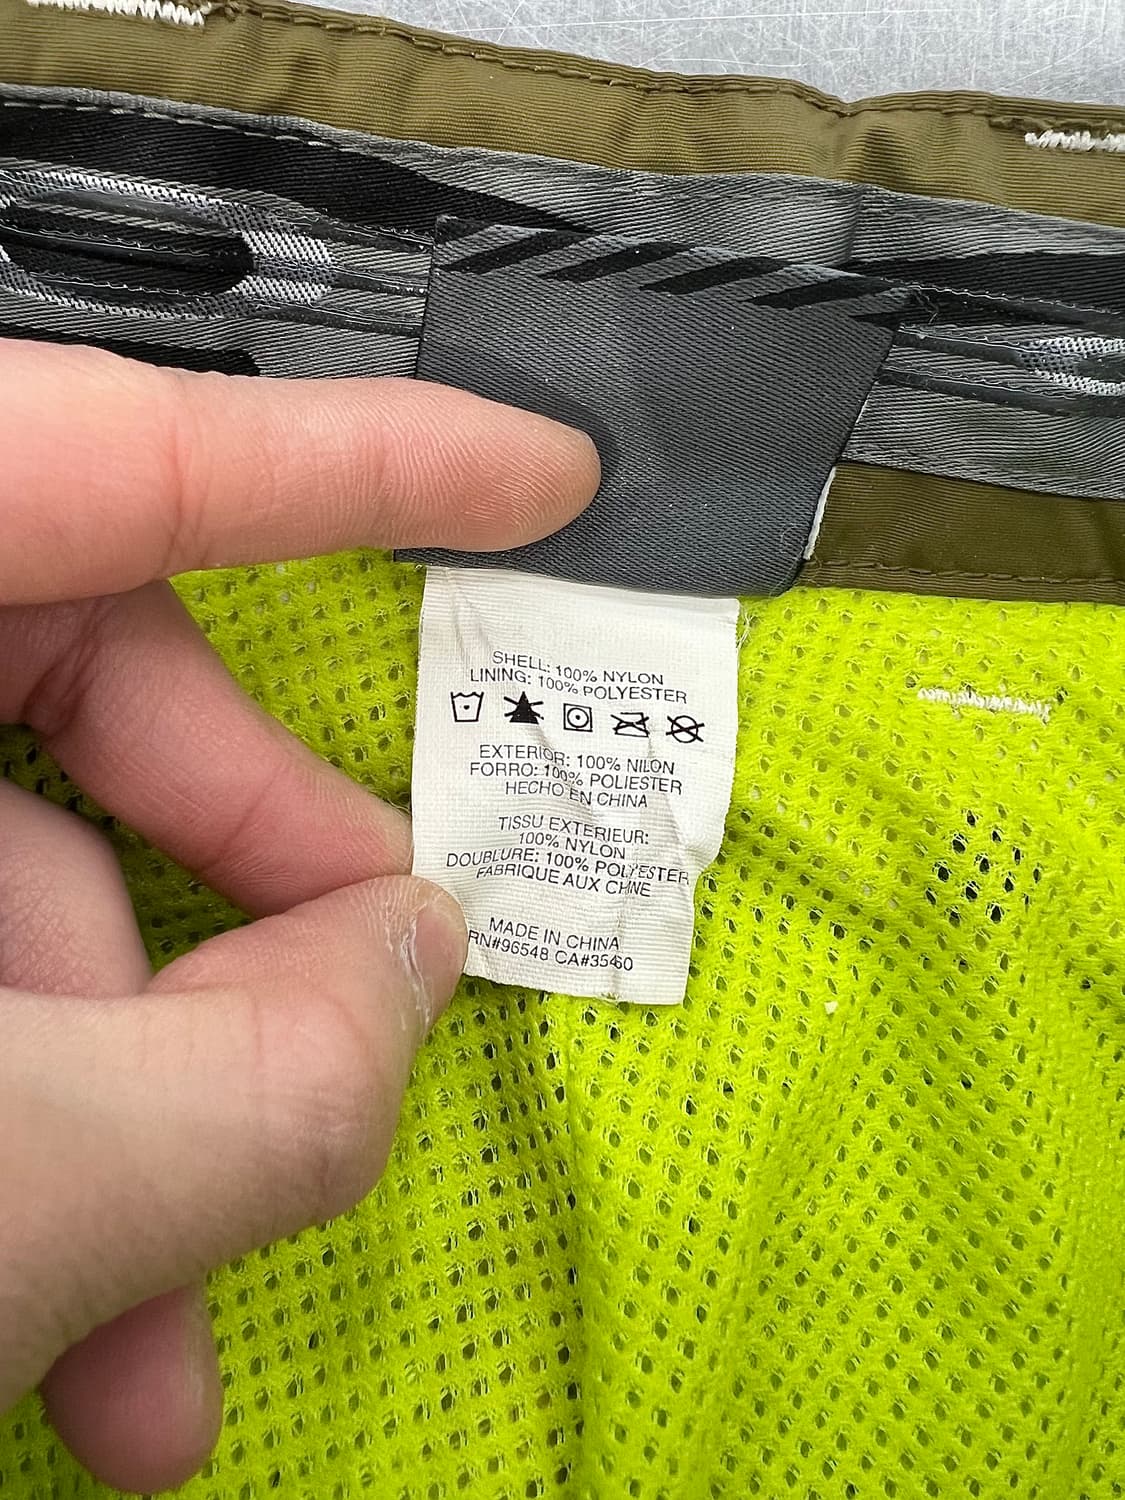 SHELL: 100% NYLON
LINING: 100% POLYESTER
EXTERIOR: 100% NILON
FORRO: 100% POLIESTER
HECHO EN CHINA
TISSU EXTERIEUR:
100% NYLON
DOUBLURE: 100% POLYESTER
FABRIQUE AUX CHINE
MADE IN CHINA
RN#96548 CA#35460